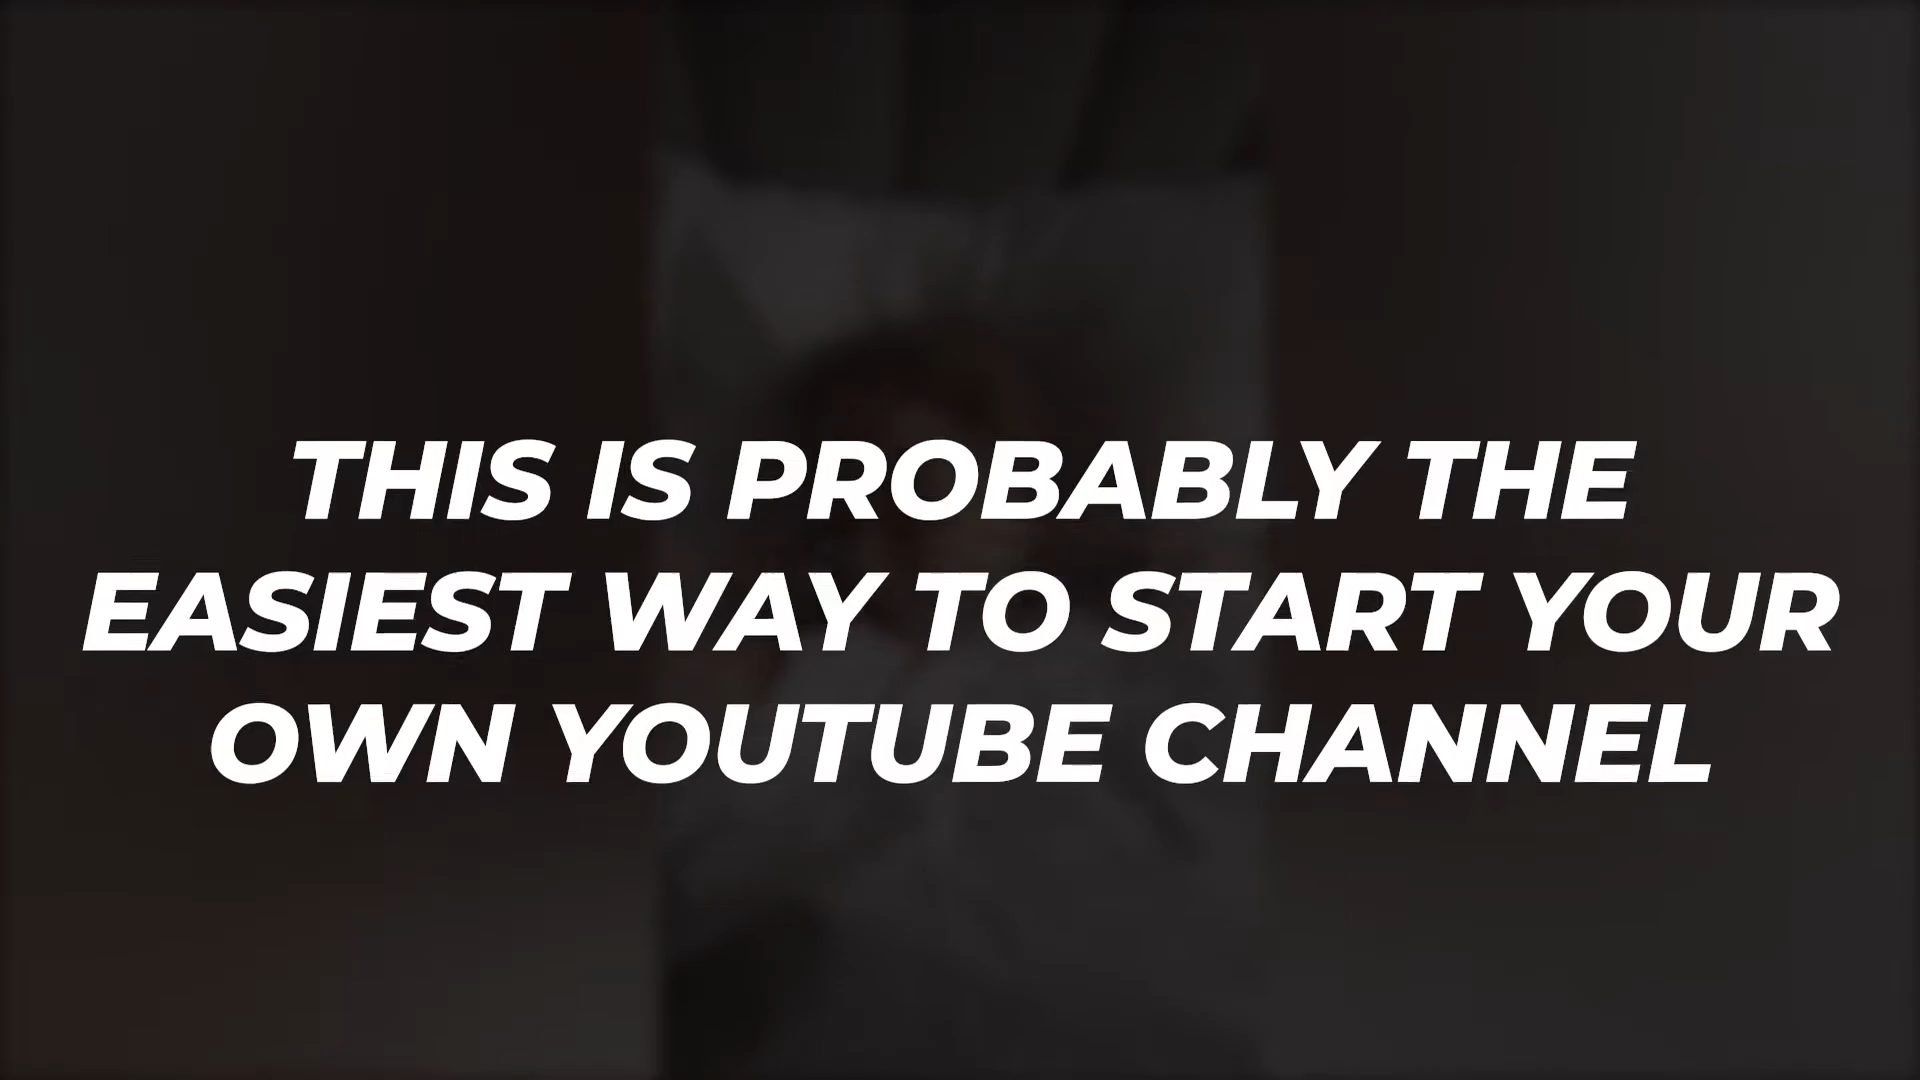 THIS IS PROBABLY THE
EASIEST WAY TO START YOUR
OWN YOUTUBE CHANNEL